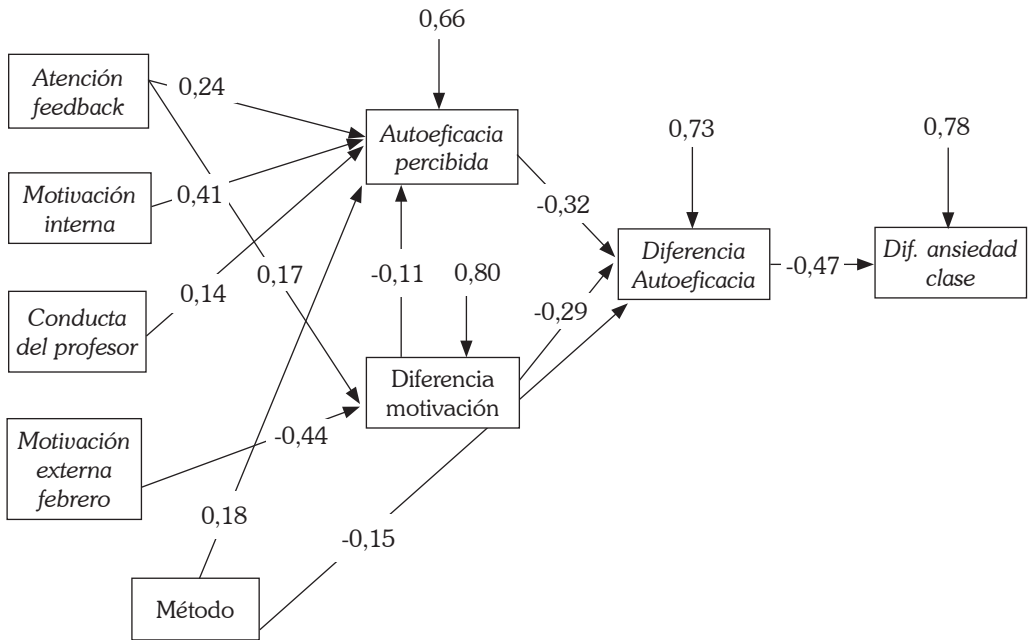 0,66
Atención
feedback
0,24
Autoeficacia
percibida
0,73
0,78
Motivación
interna
0,41
-0,32
Diferencia
Autoeficacia
-0,47
Dif. ansiedad
clase
0,17
-0,11
0,80
0,14
-0,29
Conducta
del profesor
Diferencia
motivación
Motivación
externa
febrero
-0,44
0,18
-0,15
Método